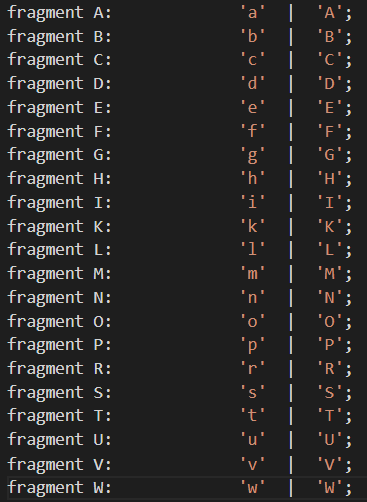 fragment A: 'a' | 'A';
fragment B: 'b' | 'B';
fragment C: 'c' | 'C';
fragment D: 'd' | 'D';
fragment E: 'e' | 'E';
fragment F: 'f' | 'F';
fragment G: 'g' | 'G';
fragment H: 'h' | 'H';
fragment I: 'i' | 'I';
fragment K: 'k' | 'K';
fragment L: 'l' | 'L';
fragment M: 'm' | 'M';
fragment N: 'n' | 'N';
fragment O: 'o' | 'O';
fragment P: 'p' | 'P';
fragment R: 'r' | 'R';
fragment S: 's' | 'S';
fragment T: 't' | 'T';
fragment U: 'u' | 'U';
fragment V: 'v' | 'V';
fragment W: 'w' | 'W';